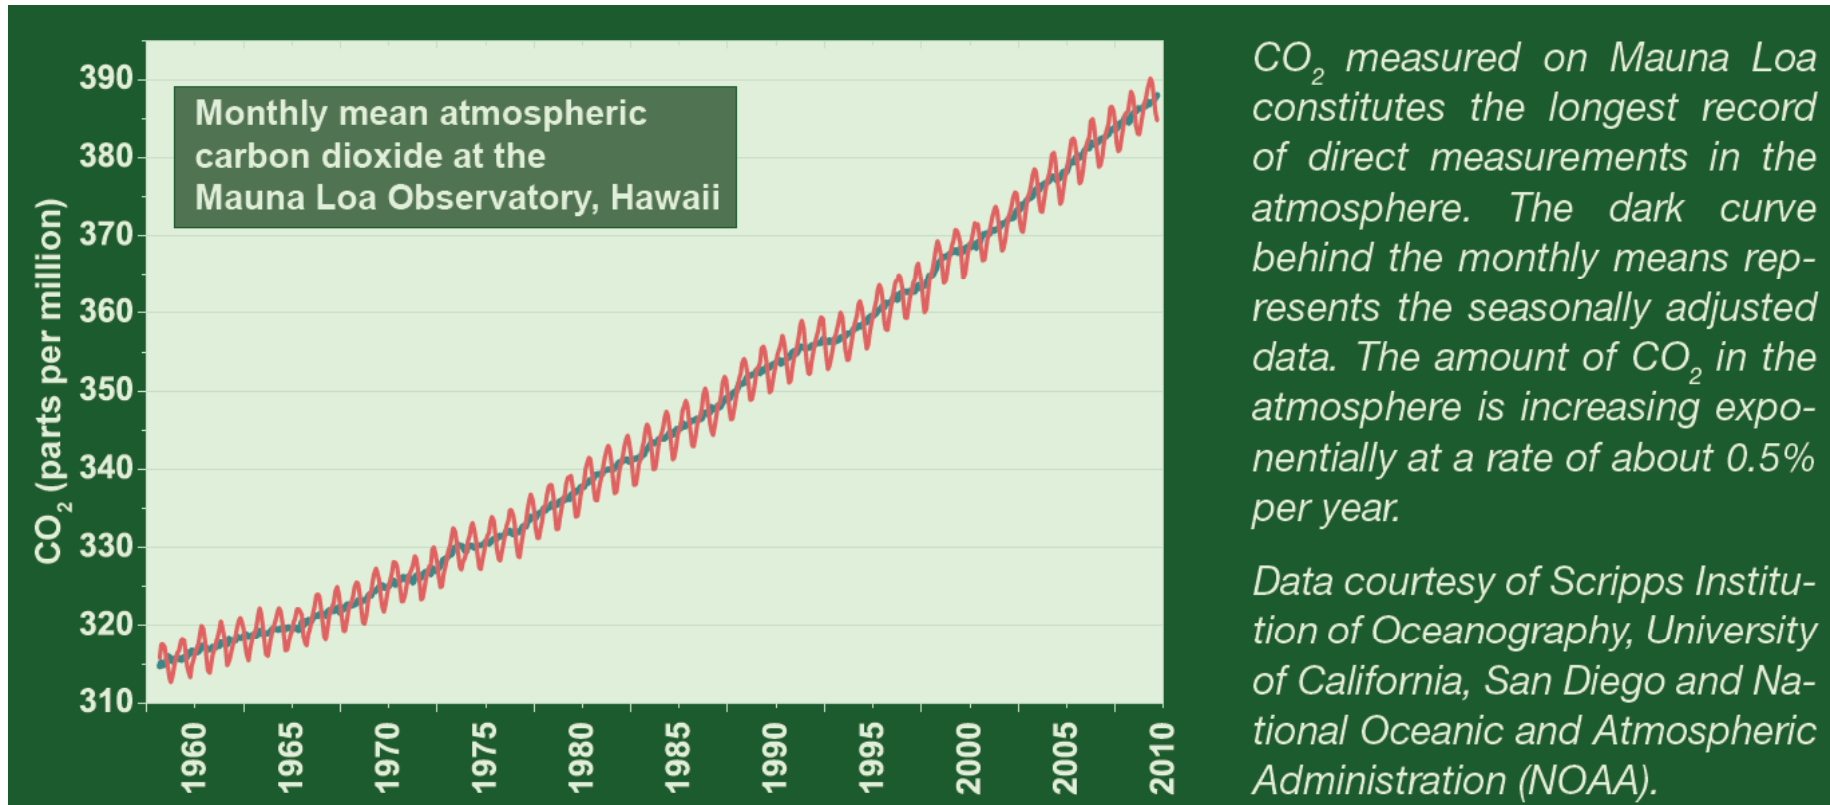 390
380
370
360
350
340
330
320
310
CO₂ (parts per million)
Monthly mean atmospheric
carbon dioxide at the
Mauna Loa Observatory, Hawaii
1960
1965
1970
1975
1980
1985
1990
1995
2000
2005
2010
CO₂ measured on Mauna Loa
constitutes the longest record
of direct measurements in the
atmosphere. The dark curve
behind the monthly means rep-
resents the seasonally adjusted
data. The amount of CO₂ in the
atmosphere is increasing expo-
nentially at a rate of about 0.5%
per year.
Data courtesy of Scripps Institu-
tion of Oceanography, University
of California, San Diego and Na-
tional Oceanic and Atmospheric
Administration (NOAA).